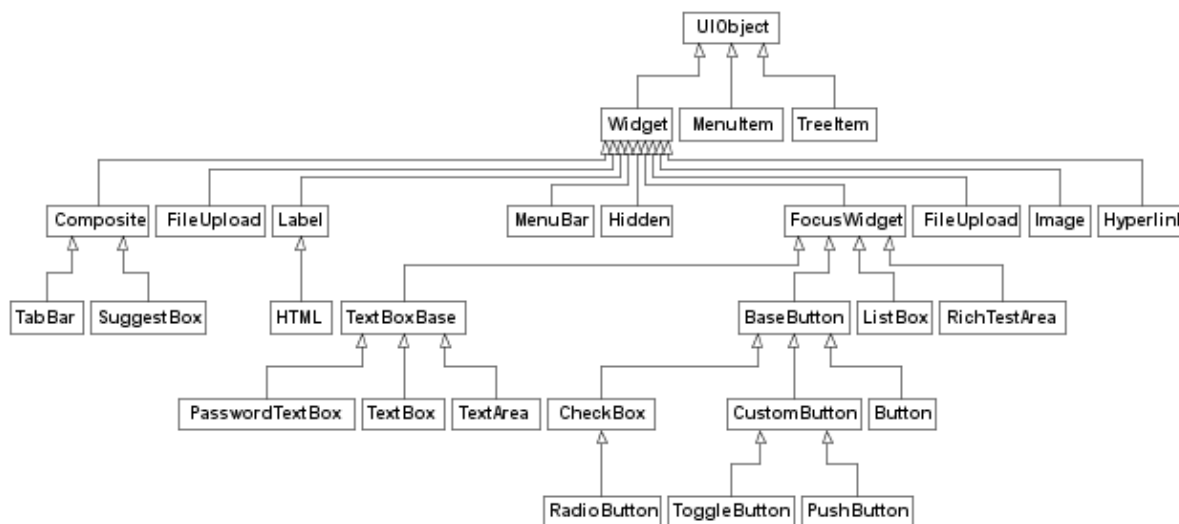 UIObject
Widget
MenuItem
TreeItem
Composite
FileUpload
Label
MenuBar
Hidden
FocusWidget
FileUpload
Image
Hyperlink
TabBar
SuggestBox
HTML
TextBoxBase
BaseButton
ListBox
RichTestArea
PasswordTextBox
TextBox
TextArea
CheckBox
CustomButton
Button
RadioButton
ToggleButton
PushButton